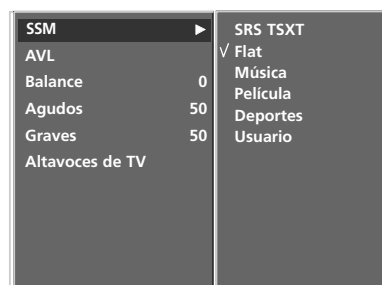 SSM ►
AVL
Balance 0
Agudos 50
Graves 50
Altavoces de TV
SRS TSXT
√ Flat
Música
Película
Deportes
Usuario